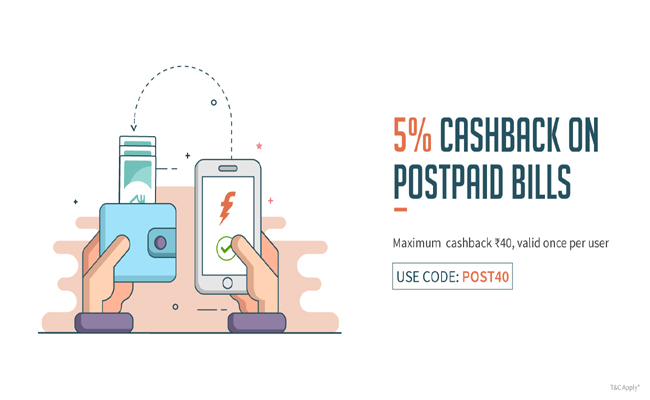 5% CASHBACK ON
POSTPAID BILLS
Maximum cashback ₹40, valid once per user
USE CODE: POST40
T&C Apply*